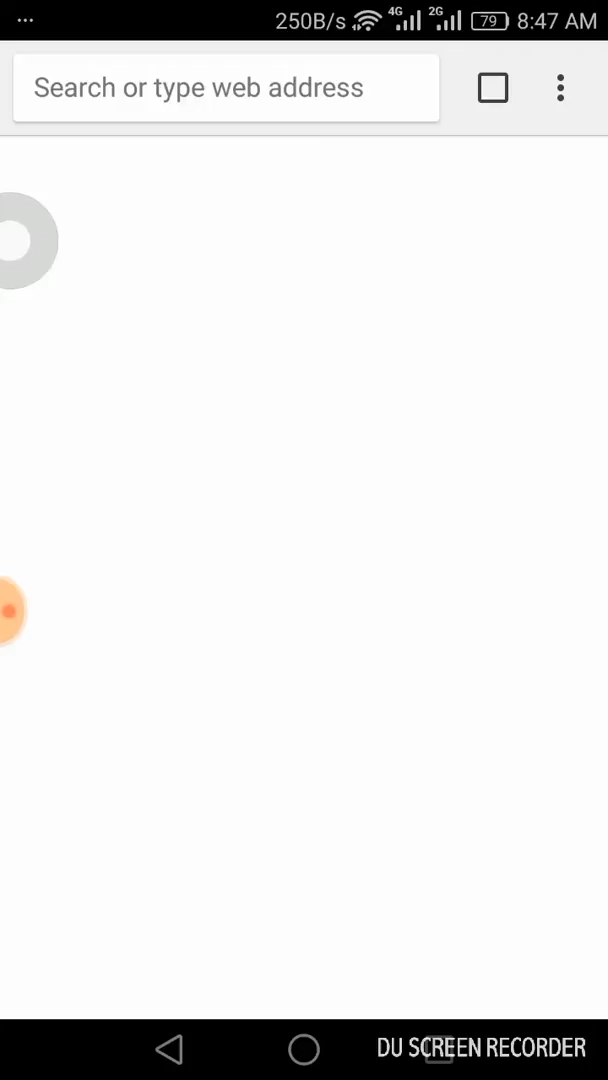 250B/s 4G 2G 79 8:47 AM
Search or type web address
DU SCREEN RECORDER